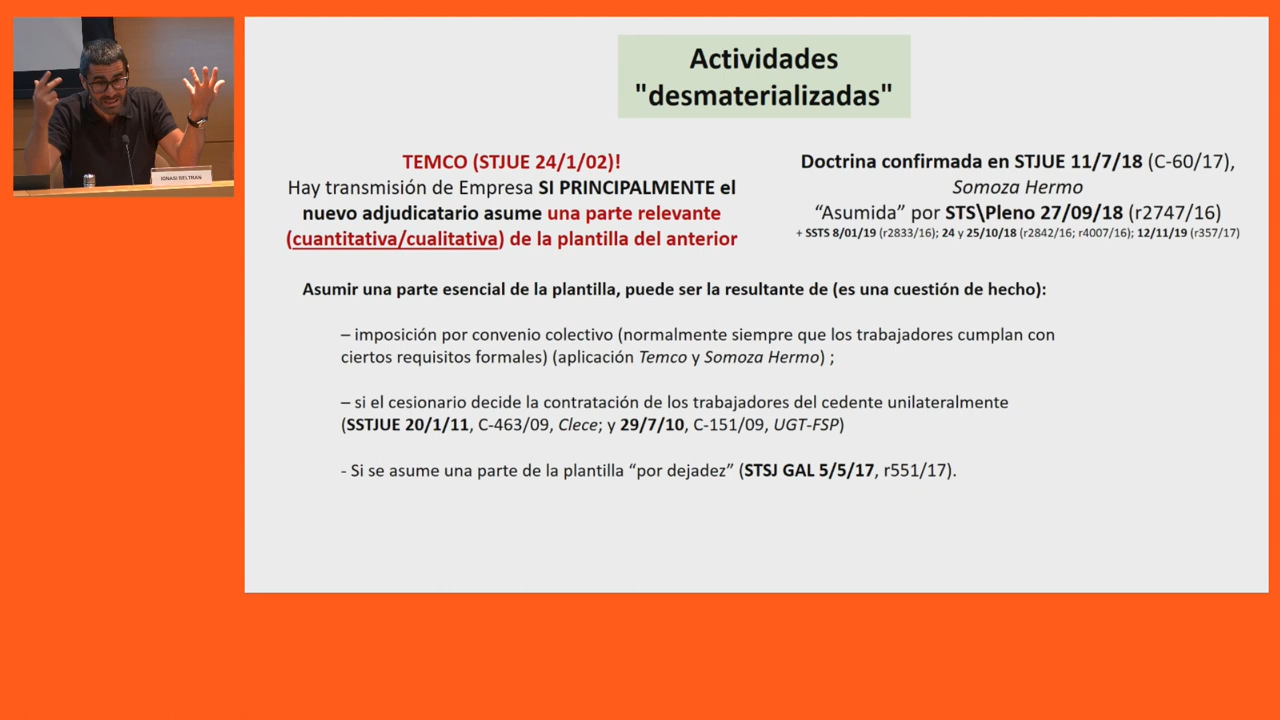 IGNASI BELTRAN
Actividades
"desmaterializadas"
TEMCO (STJUE 24/1/02)!
Hay transmisión de Empresa SI PRINCIPALMENTE el
nuevo adjudicatario asume una parte relevante
(cuantitativa/cualitativa) de la plantilla del anterior
Doctrina confirmada en STJUE 11/7/18 (C-60/17),
Somoza Hermo
“Asumida” por STS\Pleno 27/09/18 (r2747/16)
+ SSTS 8/01/19 (r2833/16); 24 y 25/10/18 (r2842/16; r4007/16); 12/11/19 (r357/17)
Asumir una parte esencial de la plantilla, puede ser la resultante de (es una cuestión de hecho):
– imposición por convenio colectivo (normalmente siempre que los trabajadores cumplan con
ciertos requisitos formales) (aplicación Temco y Somoza Hermo) ;
– si el cesionario decide la contratación de los trabajadores del cedente unilateralmente
(SSTJUE 20/1/11, C-463/09, Clece; y 29/7/10, C-151/09, UGT-FSP)
- Si se asume una parte de la plantilla “por dejadez” (STSJ GAL 5/5/17, r551/17).